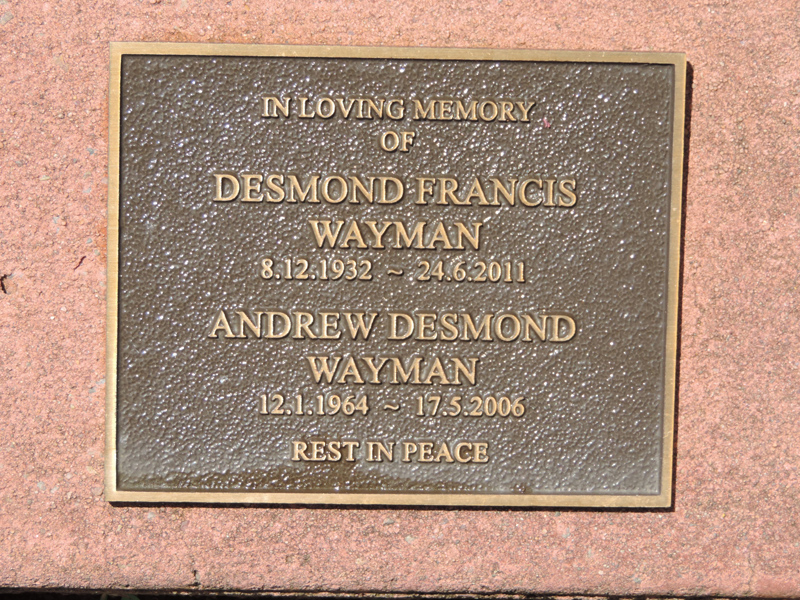 IN LOVING MEMORY
OF
DESMOND FRANCIS
WAYMAN
8.12.1932 ~ 24.6.2011
ANDREW DESMOND
WAYMAN
12.1.1964 ~ 17.5.2006
REST IN PEACE